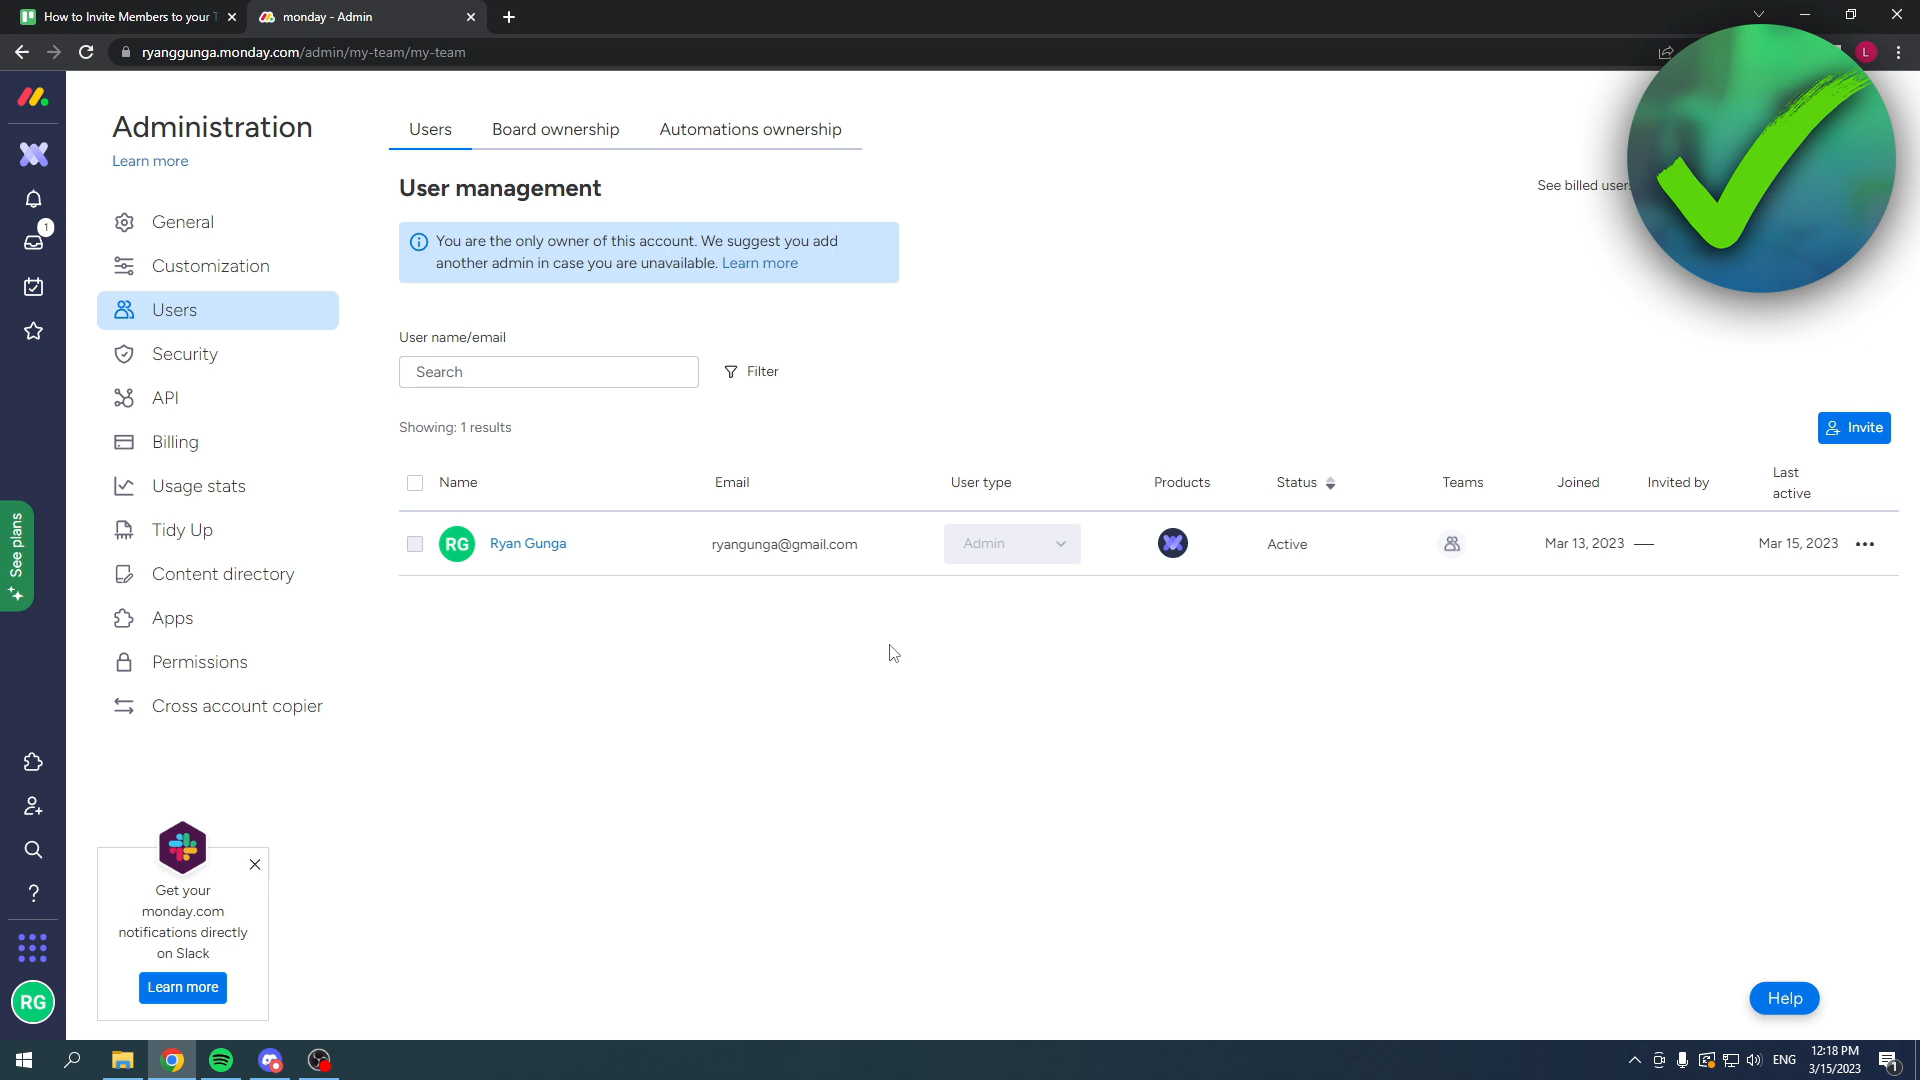 How to Invite Members to your T
monday - Admin
ryanggunga.monday.com/admin/my-team/my-team
L
Administration
Learn more
Users
Board ownership
Automations ownership
User management
See billed users
You are the only owner of this account. We suggest you add
another admin in case you are unavailable. Learn more
General
Customization
Users
Security
API
Billing
Usage stats
Tidy Up
Content directory
Apps
Permissions
Cross account copier
1
See plans
User name/email
Search
Filter
Showing: 1 results
Invite
Name
Email
User type
Products
Status
Teams
Joined
Invited by
Last
active
RG
Ryan Gunga
ryangunga@gmail.com
Admin
Active
Mar 13, 2023
Mar 15, 2023
Get your
monday.com
notifications directly
on Slack
Learn more
?
RG
Help
ENG
12:18 PM
3/15/2023
1